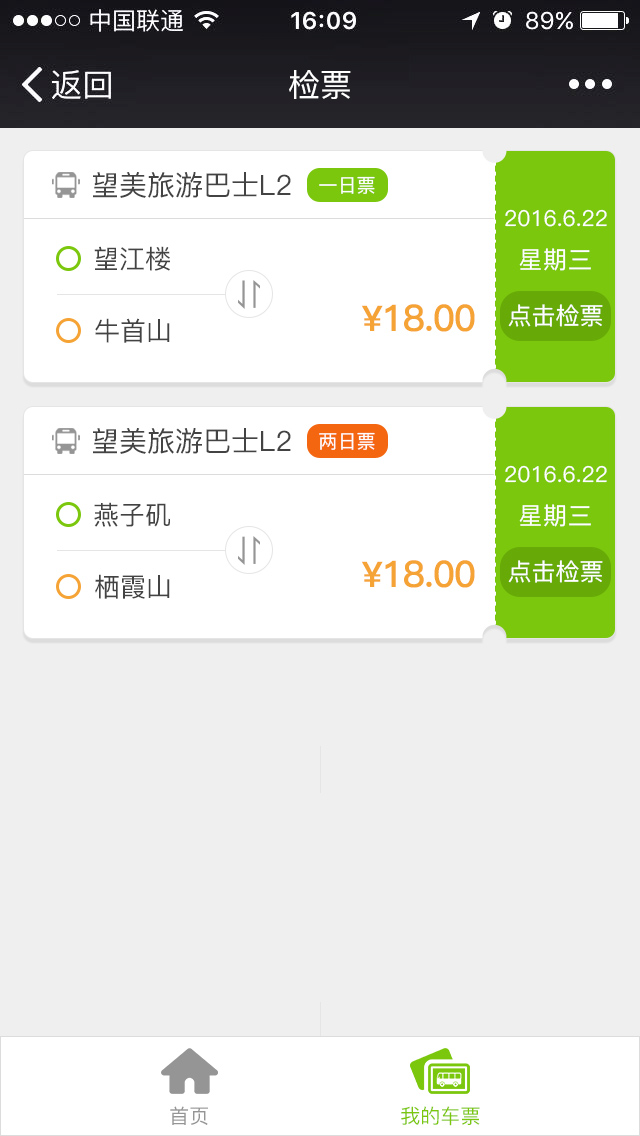 中国联通 16:09 89%
返回 检票
望美旅游巴士L2 一日票
望江楼
牛首山
¥18.00
2016.6.22
星期三
点击检票
望美旅游巴士L2 两日票
燕子矶
栖霞山
¥18.00
2016.6.22
星期三
点击检票
首页 我的车票